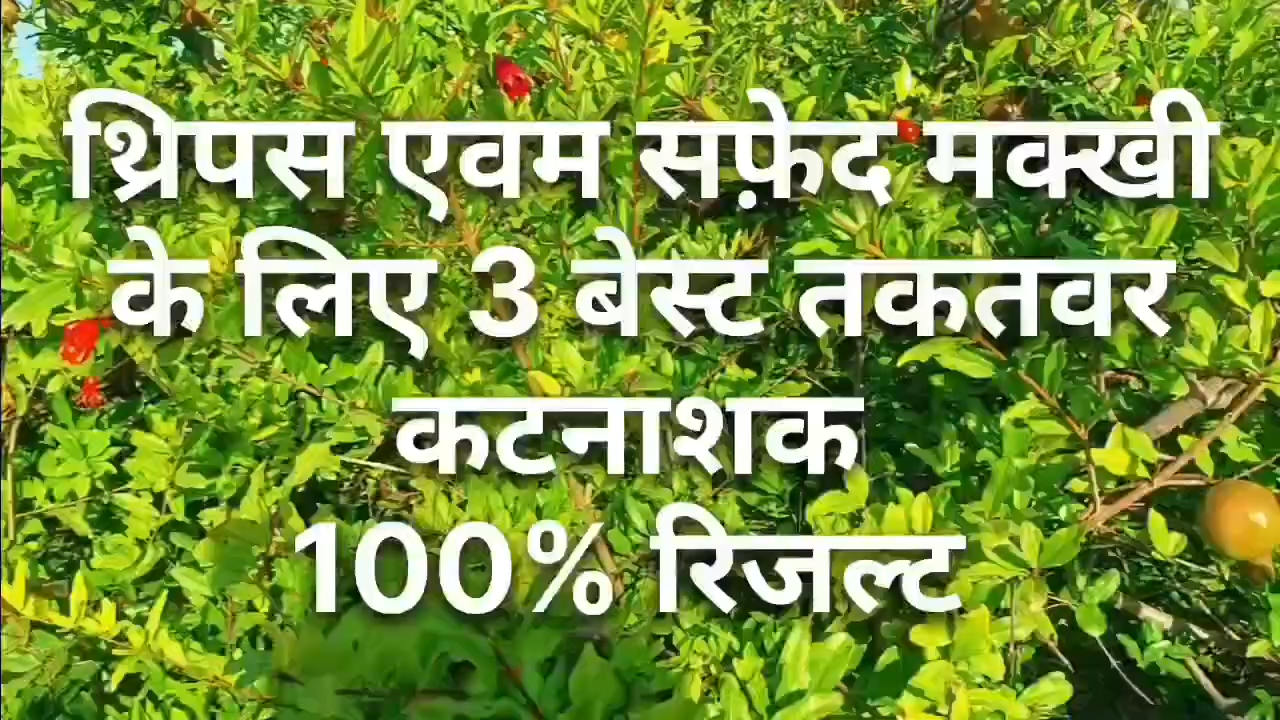 थ्रिपस एवम सफ़ेद मक्खी
के लिए 3 बेस्ट तकतवर
कटनाशक
100% रिजल्ट